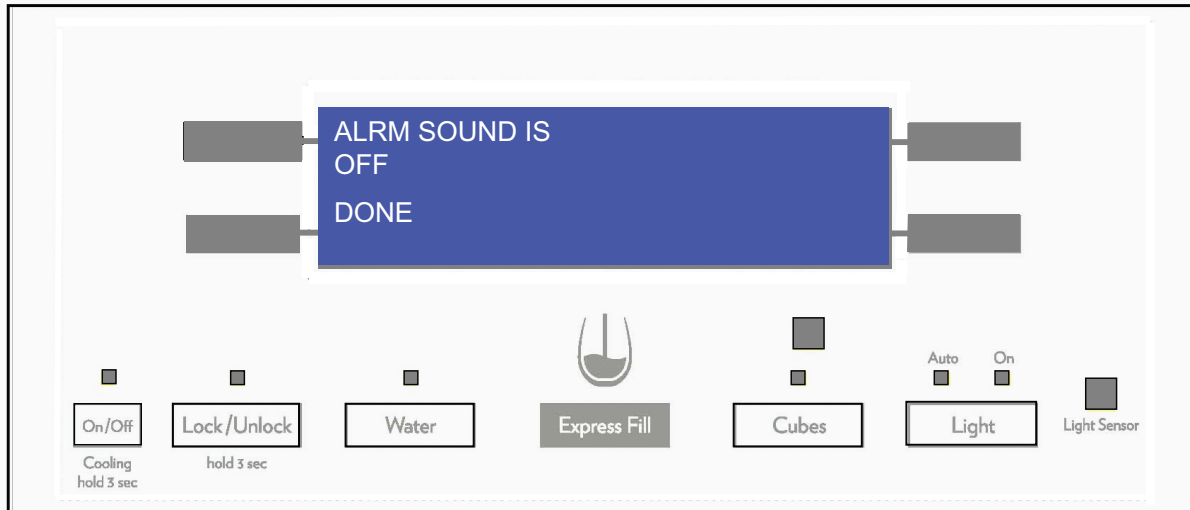 ALRM SOUND IS
OFF
DONE
Auto On
On/Off Lock/Unlock Water Express Fill Cubes Light Light Sensor
Cooling hold 3 sec
hold 3 sec